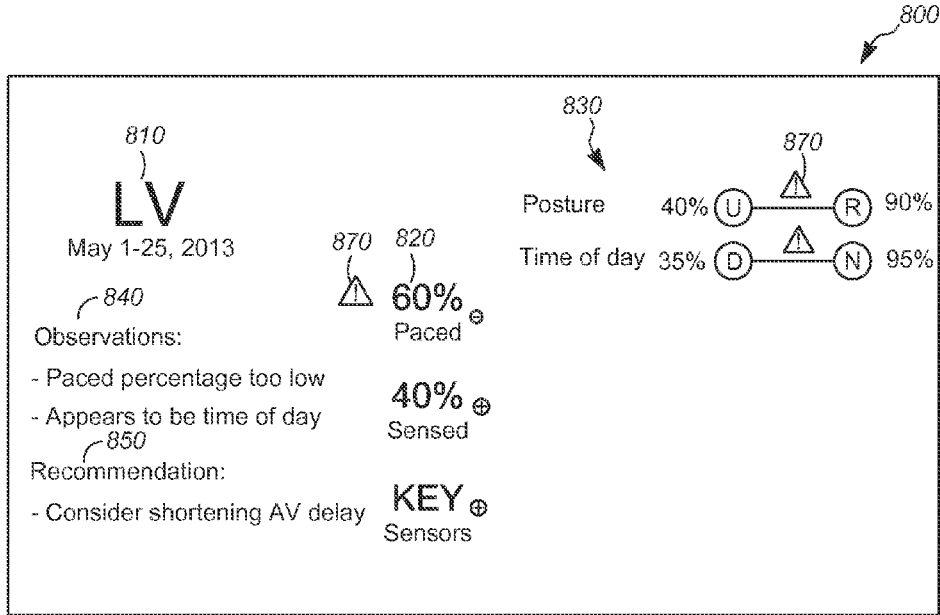 800
810
830
870
LV
Posture 40% U R 90%
May 1-25, 2013
870 820
Time of day 35% D N 95%
840
60%
Observations:
Paced
- Paced percentage too low
40%
- Appears to be time of day
Sensed
850
Recommendation:
KEY
- Consider shortening AV delay
Sensors